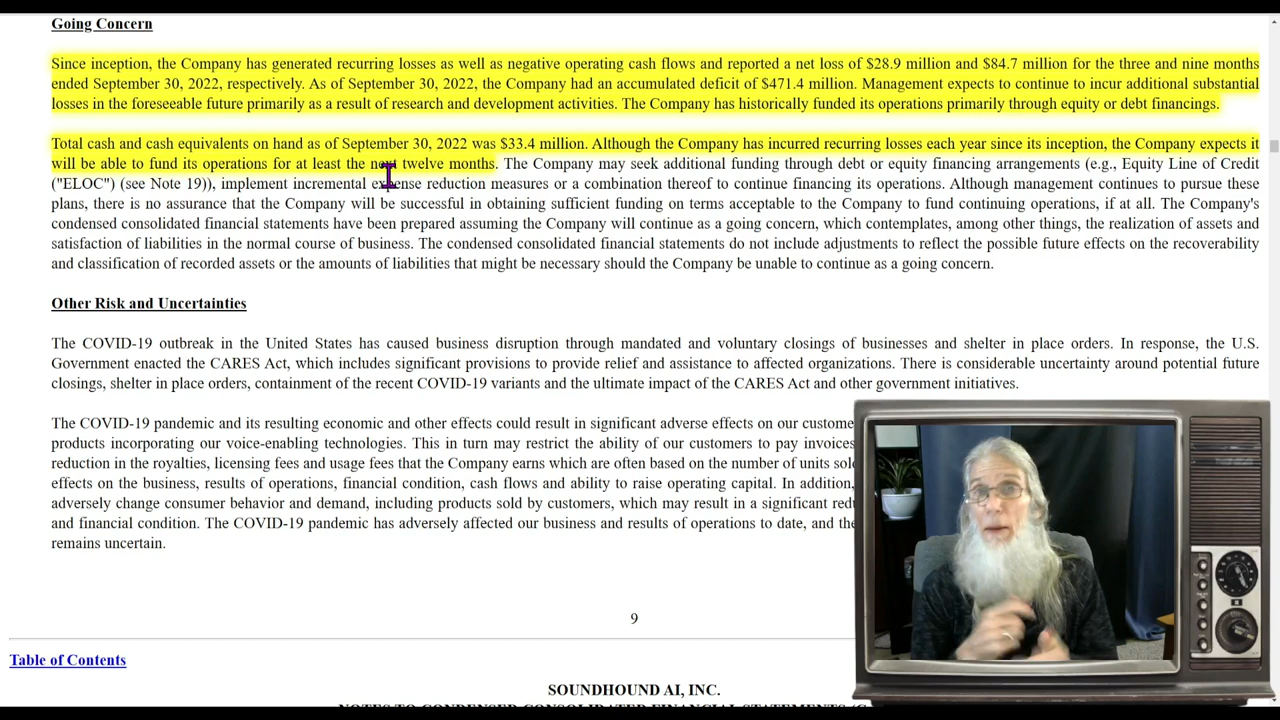 Going Concern
Since inception, the Company has generated recurring losses as well as negative operating cash flows and reported a net loss of $28.9 million and $84.7 million for the three and nine months
ended September 30, 2022, respectively. As of September 30, 2022, the Company had an accumulated deficit of $471.4 million. Management expects to continue to incur additional substantial
losses in the foreseeable future primarily as a result of research and development activities. The Company has historically funded its operations primarily through equity or debt financings.
Total cash and cash equivalents on hand as of September 30, 2022 was $33.4 million. Although the Company has incurred recurring losses each year since its inception, the Company expects it
will be able to fund its operations for at least the next twelve months. The Company may seek additional funding through debt or equity financing arrangements (e.g., Equity Line of Credit
("ELOC") (see Note 19)), implement incremental expense reduction measures or a combination thereof to continue financing its operations. Although management continues to pursue these
plans, there is no assurance that the Company will be successful in obtaining sufficient funding on terms acceptable to the Company to fund continuing operations, if at all. The Company's
condensed consolidated financial statements have been prepared assuming the Company will continue as a going concern, which contemplates, among other things, the realization of assets and
satisfaction of liabilities in the normal course of business. The condensed consolidated financial statements do not include adjustments to reflect the possible future effects on the recoverability
and classification of recorded assets or the amounts of liabilities that might be necessary should the Company be unable to continue as a going concern.
Other Risk and Uncertainties
The COVID-19 outbreak in the United States has caused business disruption through mandated and voluntary closings of businesses and shelter in place orders. In response, the U.S.
Government enacted the CARES Act, which includes significant provisions to provide relief and assistance to affected organizations. There is considerable uncertainty around potential future
closings, shelter in place orders, containment of the recent COVID-19 variants and the ultimate impact of the CARES Act and other government initiatives.
The COVID-19 pandemic and its resulting economic and other effects could result in significant adverse effects on our
products incorporating our voice-enabling technologies. This in turn may restrict the ability of our customers to pay invoices
reduction in the royalties, licensing fees and usage fees that the Company earns which are often based on the number of units
effects on the business, results of operations, financial condition, cash flows and ability to raise operating capital. In addition,
adversely change consumer behavior and demand, including products sold by customers, which may result in a significant
and financial condition. The COVID-19 pandemic has adversely affected our business and results of operations to date, and the
remains uncertain.
9
Table of Contents
SOUNDHOUND AI, INC.
NOTES TO CONDENSED CONSOLIDATED FINANCIAL STATEMENTS